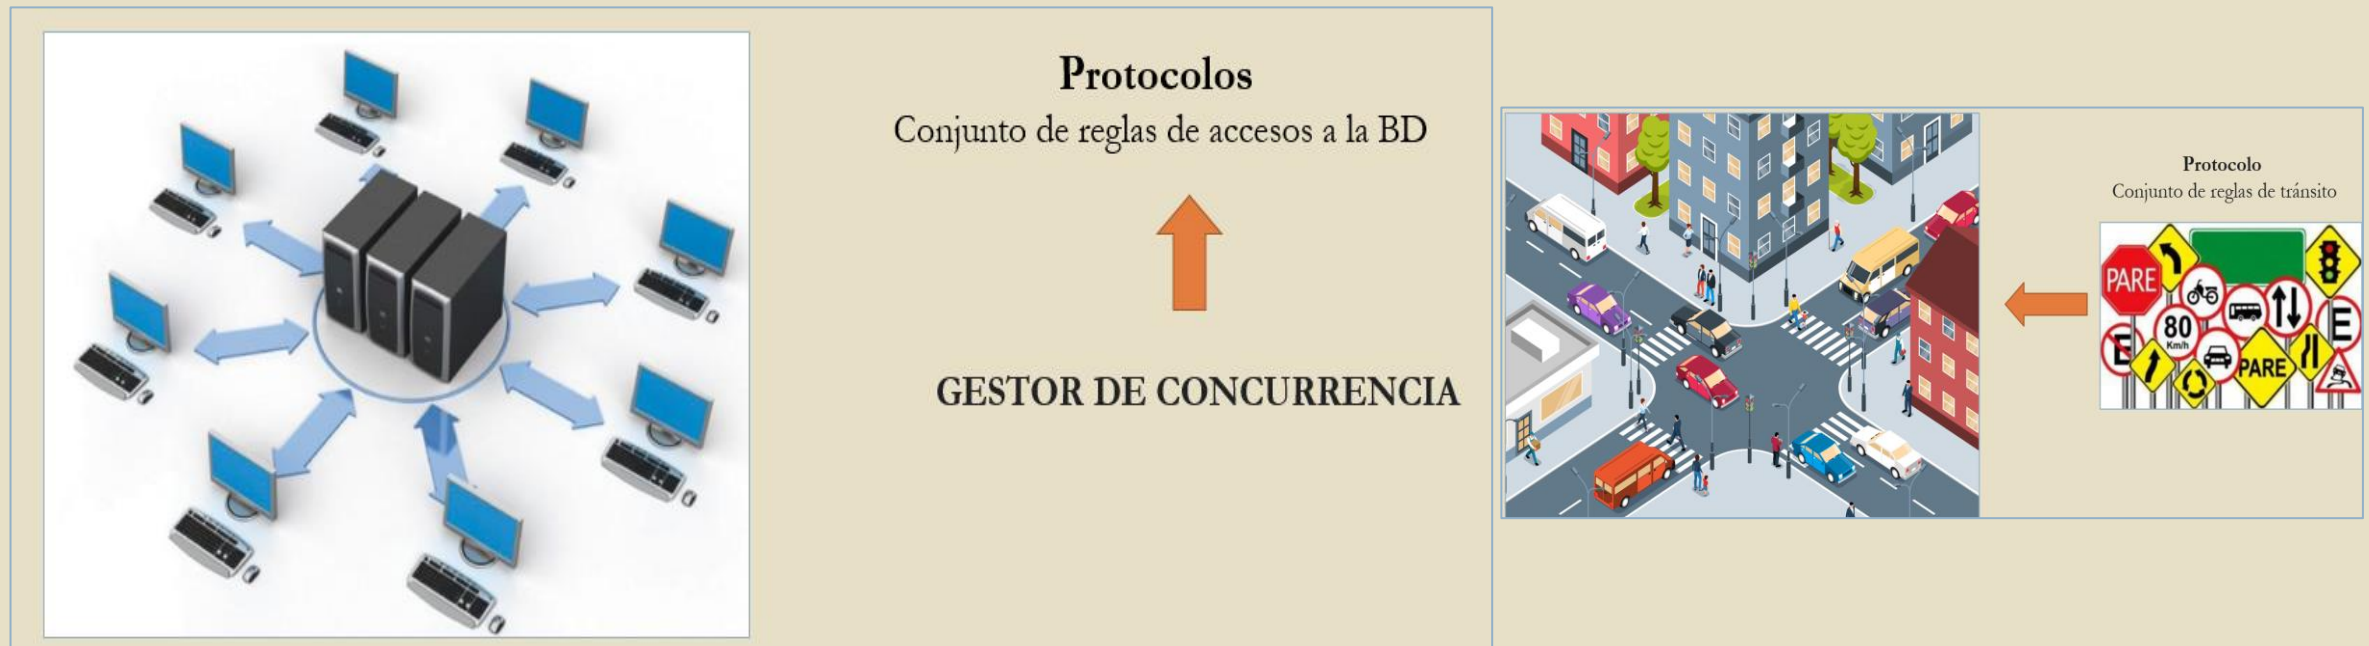 Protocolos
Conjunto de reglas de accesos a la BD
GESTOR DE CONCURRENCIA
Protocolo
Conjunto de reglas de tránsito
PARE
80
Km/h
E
E
PARE